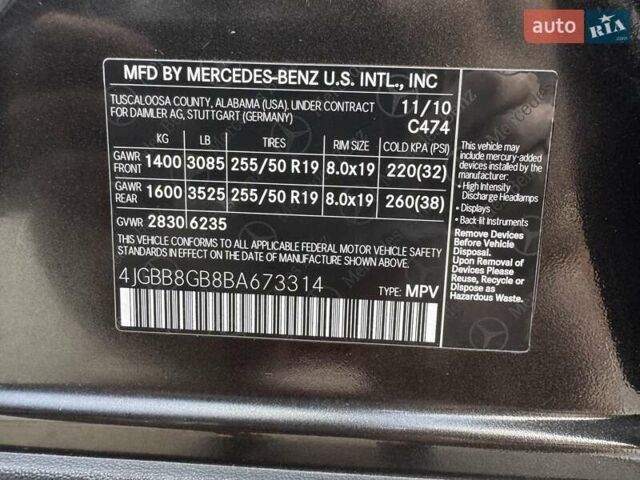 auto RIA.com
MFD BY MERCEDES-BENZ U.S. INTL., INC
TUSCALOOSA COUNTY, ALABAMA (USA). UNDER CONTRACT 11/10
FOR DAIMLER AG, STUTTGART (GERMANY) C474
KG LB TIRES RIM SIZE COLD KPA (PSI)
GAWR FRONT 1400 3085 255/50 R19 8.0x19 220(32)
GAWR REAR 1600 3525 255/50 R19 8.0x19 260(38)
GVWR 2830 6235
THIS VEHICLE CONFORMS TO ALL APPLICABLE FEDERAL MOTOR VEHICLE SAFETY
STANDARDS IN EFFECT ON THE DATE OF MANUFACTURE SHOWN ABOVE.
4JGBB8GB8BA673314
TYPE: MPV
This vehicle may
include mercury-added
devices installed by the
manufacturer:
• High Intensity
Discharge Headlamps
• Displays
• Back-lit Instruments
Remove Devices
Before Vehicle
Disposal.
Upon Removal of
Devices Please
Reuse, Recycle or
Dispose as
Hazardous Waste.